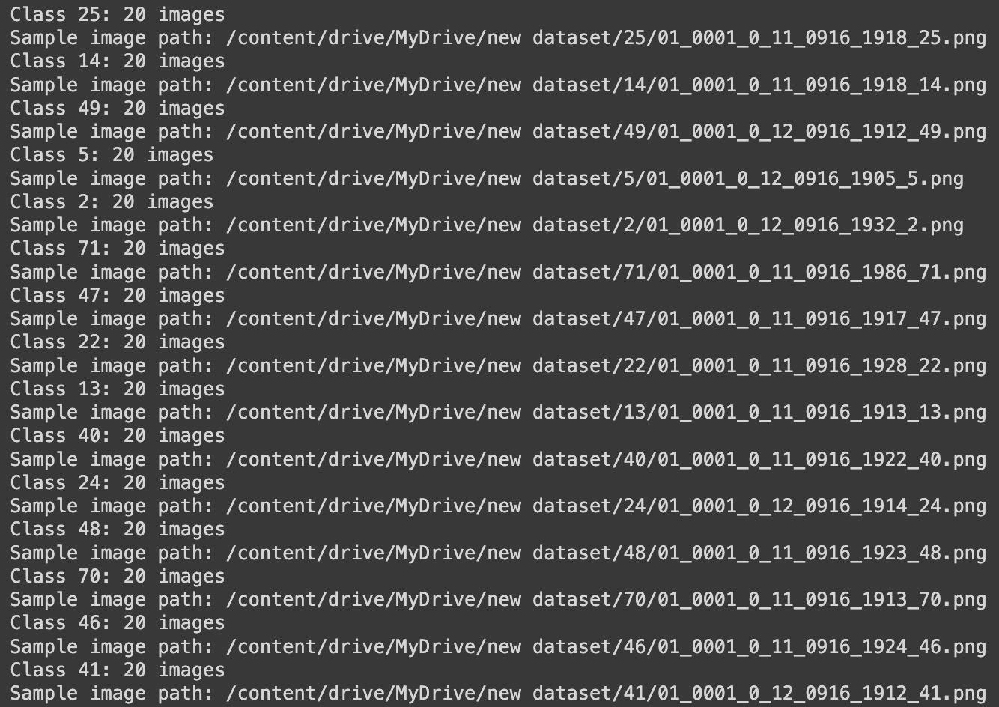 Class 25: 20 images
Sample image path: /content/drive/MyDrive/new dataset/25/01_0001_0_11_0916_1918_25.png
Class 14: 20 images
Sample image path: /content/drive/MyDrive/new dataset/14/01_0001_0_11_0916_1918_14.png
Class 49: 20 images
Sample image path: /content/drive/MyDrive/new dataset/49/01_0001_0_12_0916_1912_49.png
Class 5: 20 images
Sample image path: /content/drive/MyDrive/new dataset/5/01_0001_0_12_0916_1905_5.png
Class 2: 20 images
Sample image path: /content/drive/MyDrive/new dataset/2/01_0001_0_12_0916_1932_2.png
Class 71: 20 images
Sample image path: /content/drive/MyDrive/new dataset/71/01_0001_0_11_0916_1986_71.png
Class 47: 20 images
Sample image path: /content/drive/MyDrive/new dataset/47/01_0001_0_11_0916_1917_47.png
Class 22: 20 images
Sample image path: /content/drive/MyDrive/new dataset/22/01_0001_0_11_0916_1928_22.png
Class 13: 20 images
Sample image path: /content/drive/MyDrive/new dataset/13/01_0001_0_11_0916_1913_13.png
Class 40: 20 images
Sample image path: /content/drive/MyDrive/new dataset/40/01_0001_0_11_0916_1922_40.png
Class 24: 20 images
Sample image path: /content/drive/MyDrive/new dataset/24/01_0001_0_12_0916_1914_24.png
Class 48: 20 images
Sample image path: /content/drive/MyDrive/new dataset/48/01_0001_0_11_0916_1923_48.png
Class 70: 20 images
Sample image path: /content/drive/MyDrive/new dataset/70/01_0001_0_11_0916_1913_70.png
Class 46: 20 images
Sample image path: /content/drive/MyDrive/new dataset/46/01_0001_0_11_0916_1924_46.png
Class 41: 20 images
Sample image path: /content/drive/MyDrive/new dataset/41/01_0001_0_12_0916_1912_41.png